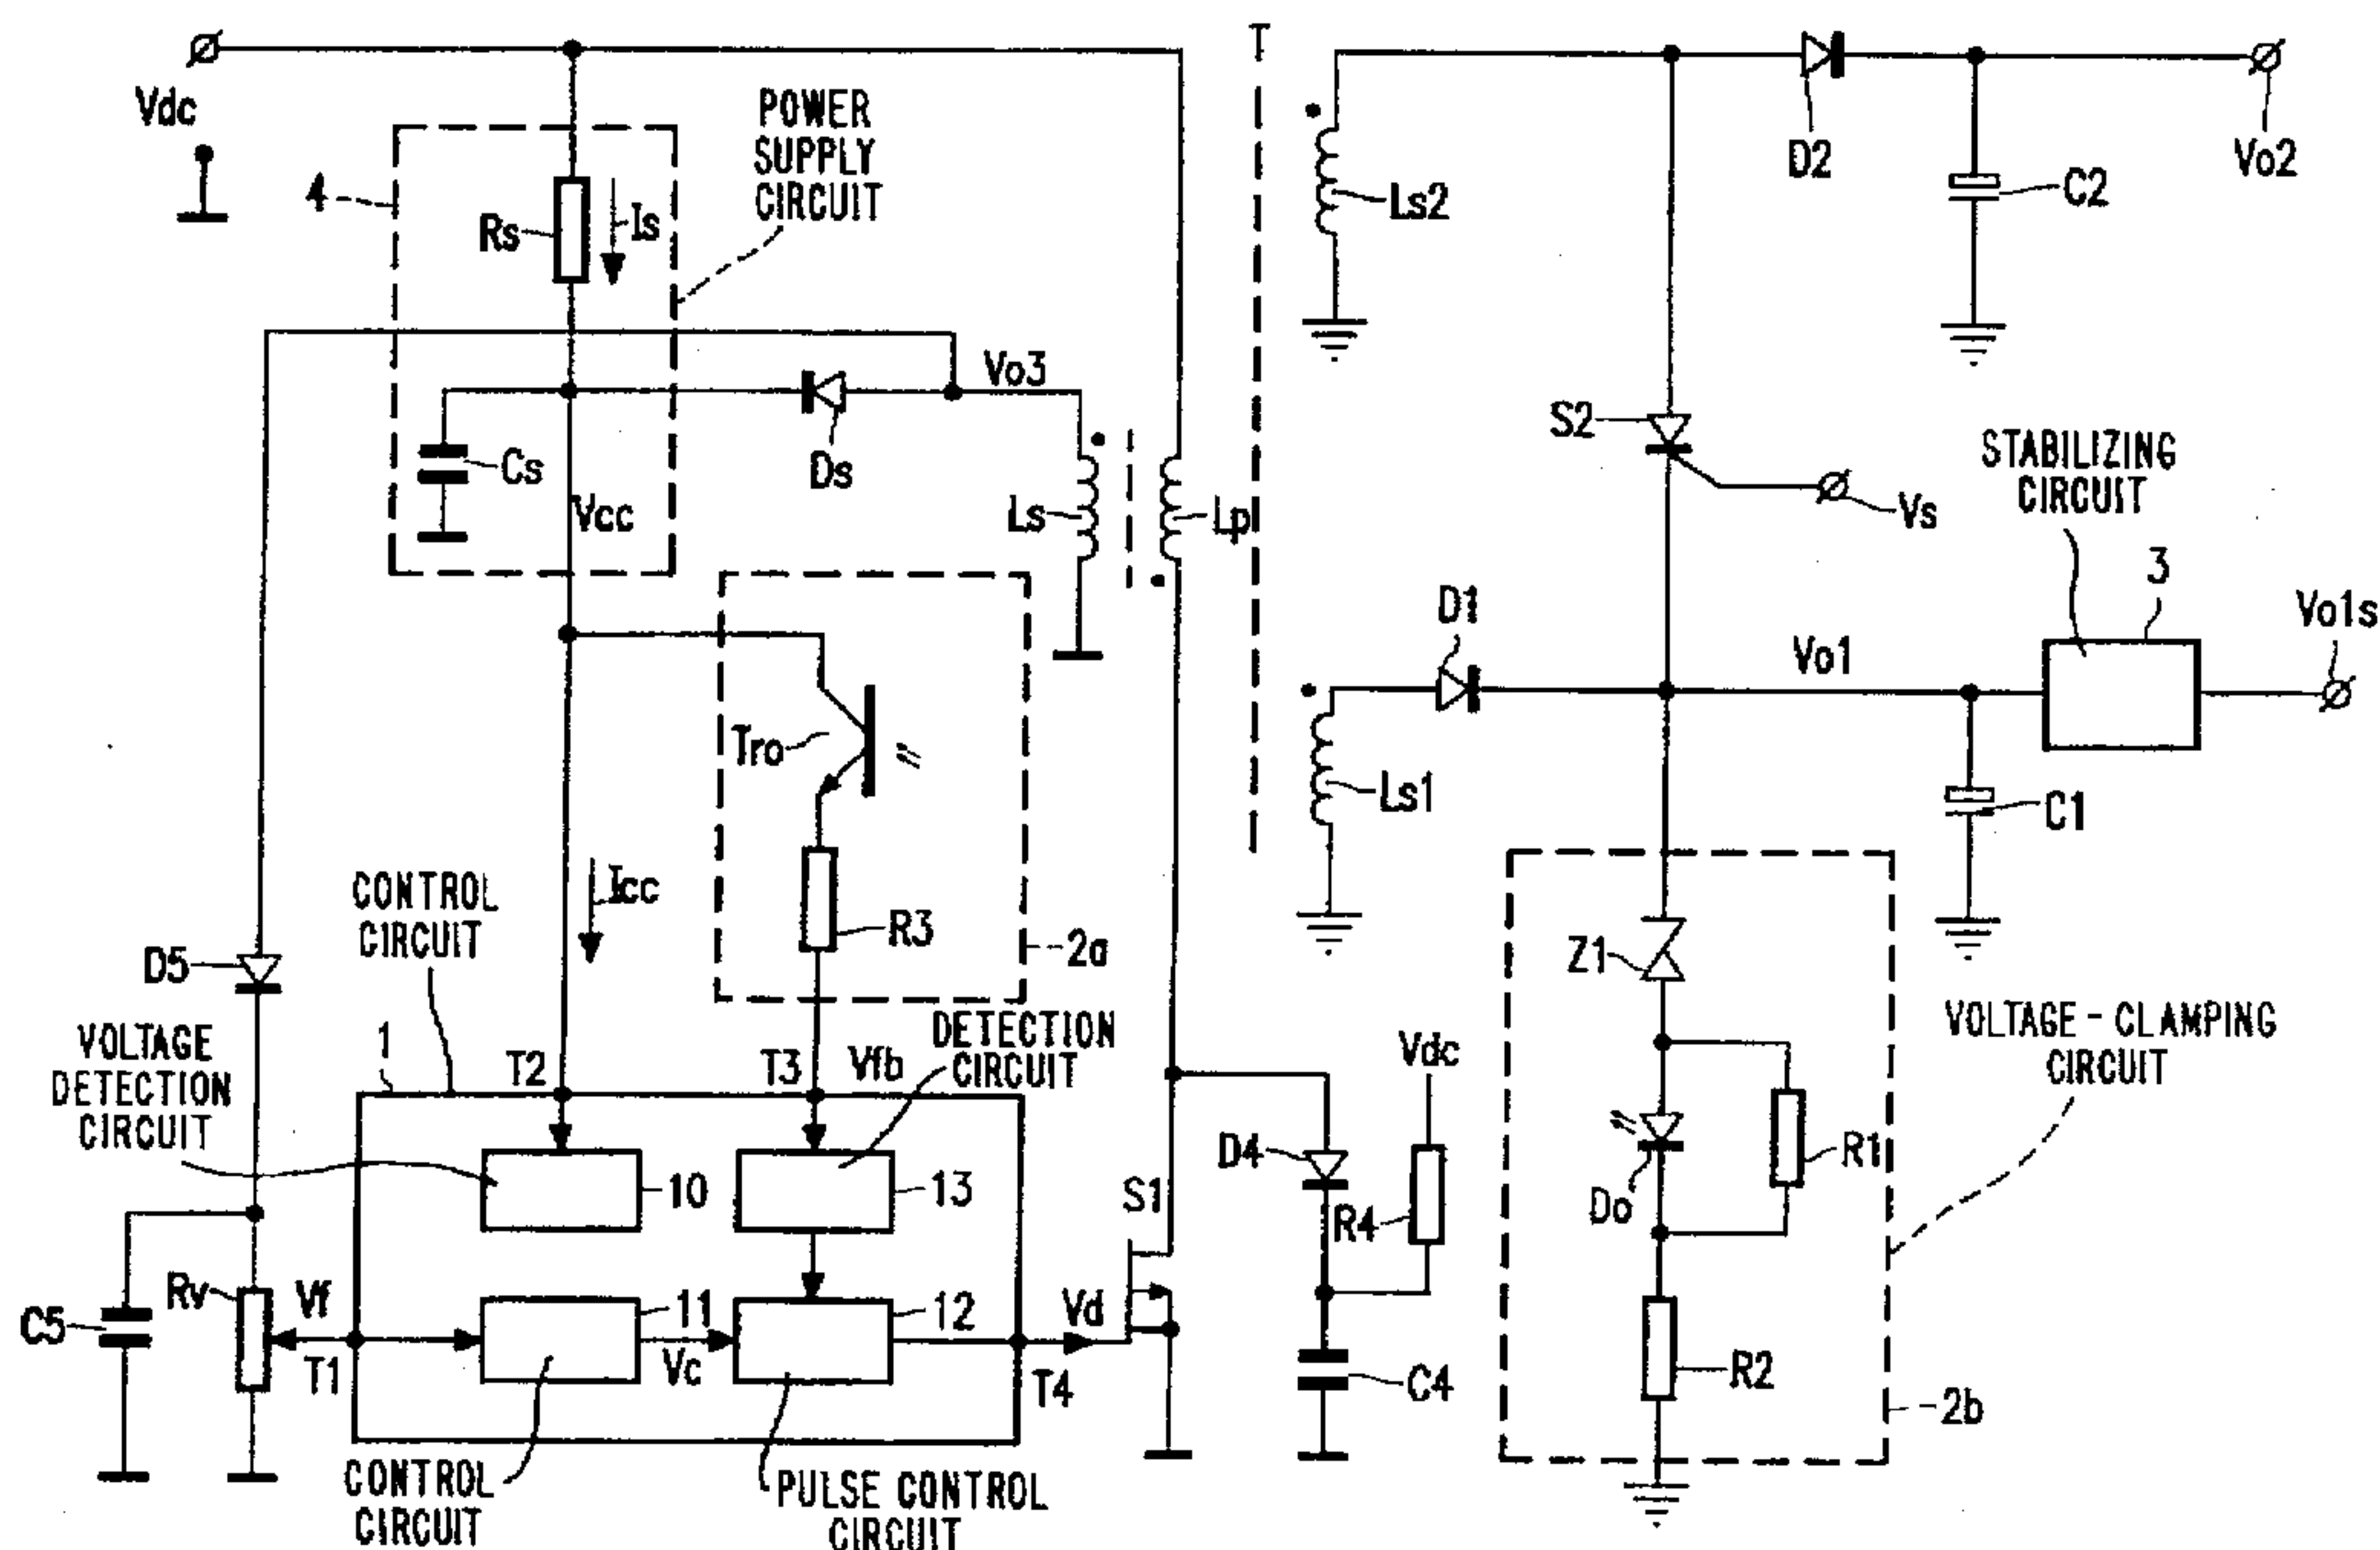 T
Vdc
POWER
SUPPLY
CIRCUIT
4
Rs
Is
Ls2
D2
C2
Vo2
Vo3
Cs
Ds
Vcc
Ls
Lp
S2
Vs
STABILIZING
CIRCUIT
3
D1
Vo1
Vo1s
Tro
Ls1
C1
Icc
R3
2a
CONTROL
CIRCUIT
D5
Z1
VOLTAGE
DETECTION
CIRCUIT
1
T2
T3
Vfb
DETECTION
CIRCUIT
Vdc
VOLTAGE-CLAMPING
CIRCUIT
10
13
S1
D4
R4
Do
R1
C5
Rv
Vf
T1
11
Vc
12
Vd
T4
C4
R2
2b
CONTROL
CIRCUIT
PULSE CONTROL
CIRCUIT